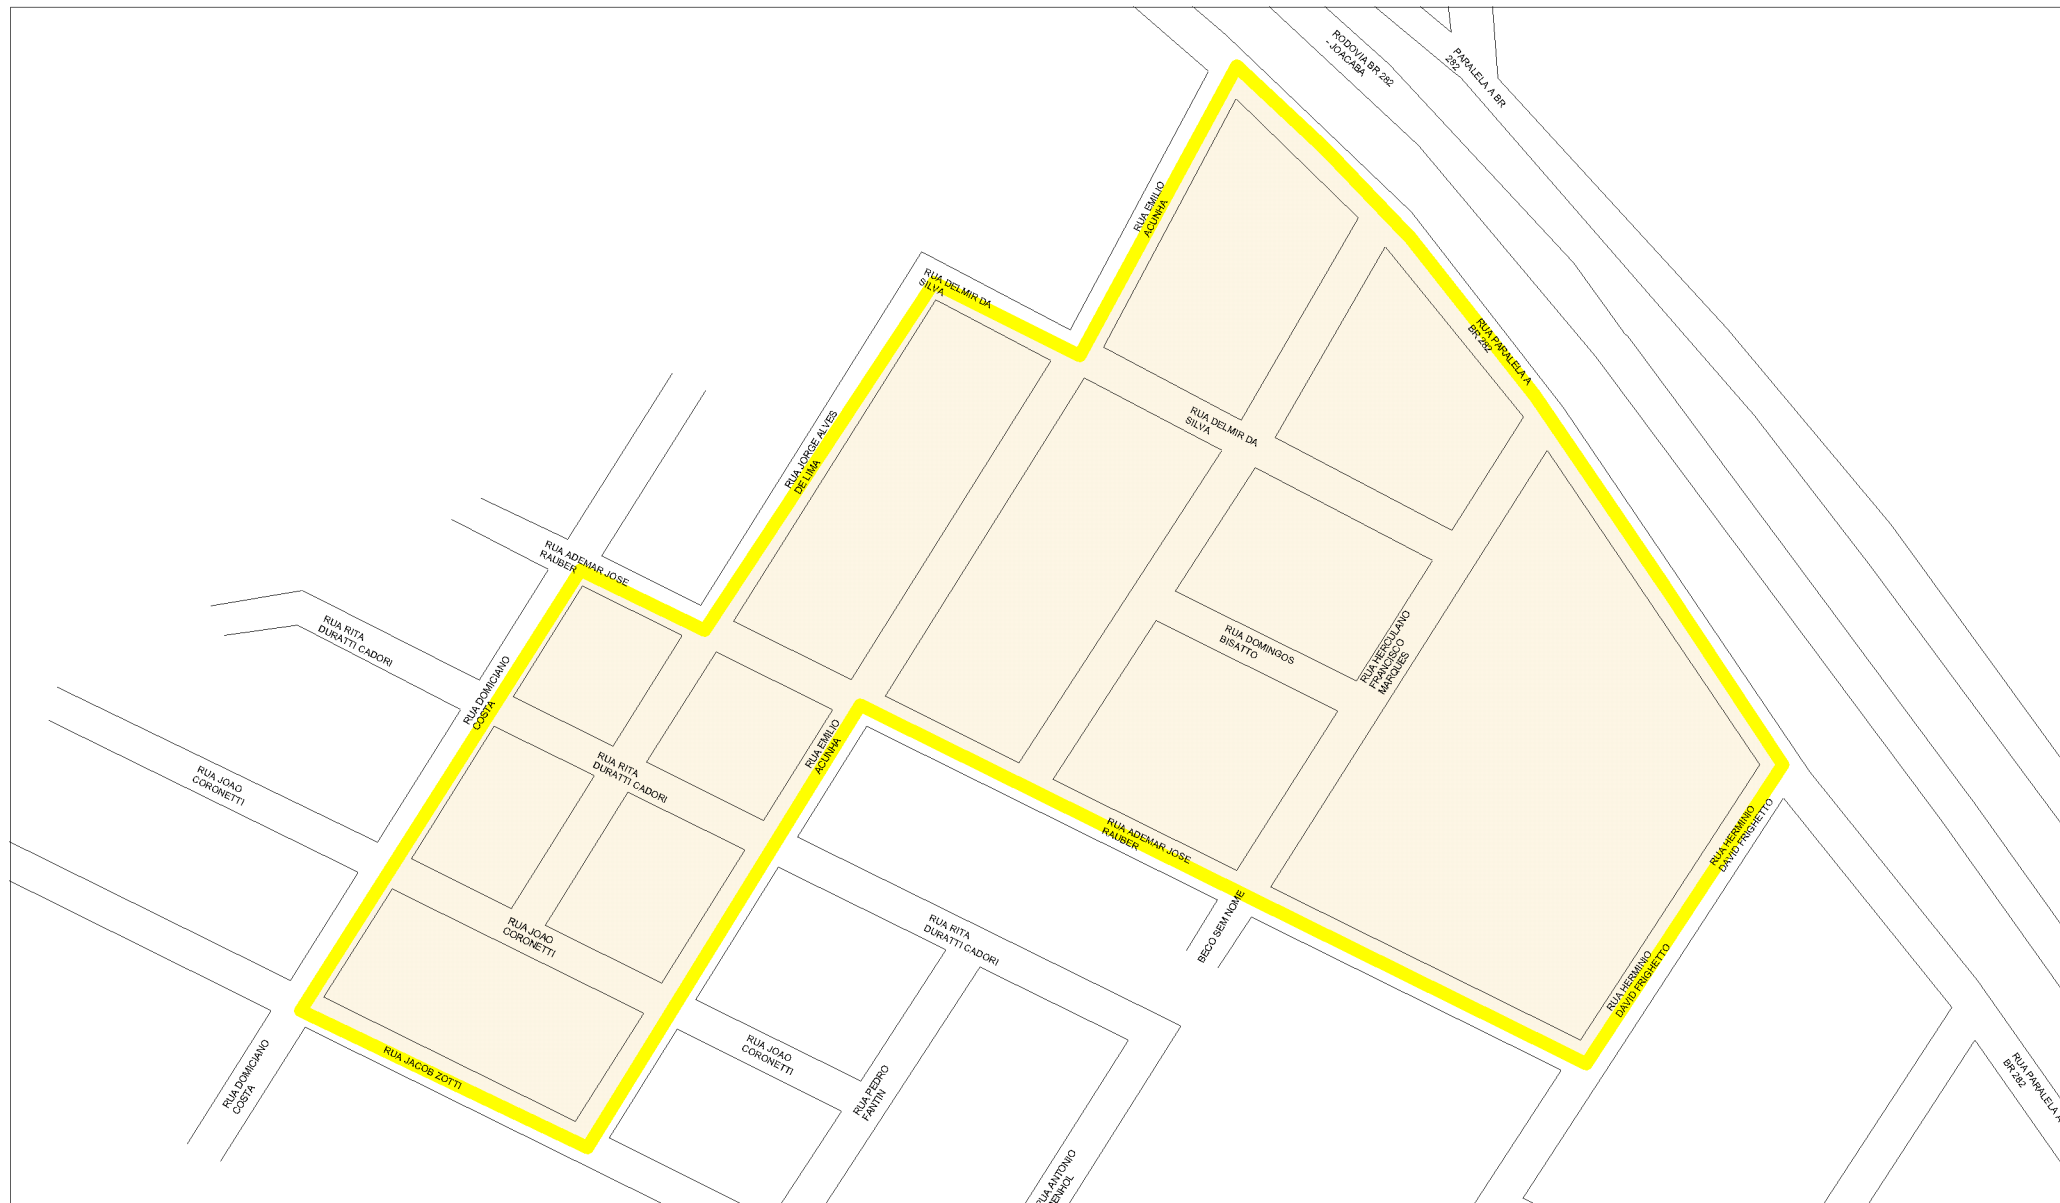 RODOVIA BR 282
- JOACABA
PARALELA A BR
282
RUA EMILIO
ACUNHA
RUA DELMIR DA
SILVA
RUA PARALELA A
BR 282
RUA DELMIR DA
SILVA
RUA JORGE ALVES
DE LIMA
RUA ADEMAR JOSE
RAUBER
RUA RITA
DURATTI CADORI
RUA DOMINGOS
BISATTO
RUA HERCULANO
FRANCISCO
MARQUES
RUA DOMICIANO
COSTA
RUA EMILIO
ACUNHA
RUA JOAO
CORONETTI
RUA RITA
DURATTI CADORI
RUA ADEMAR JOSE
RAUBER
RUA HERMINIO
DAVID FRIGHETTO
RUA JOAO
CORONETTI
RUA RITA
DURATTI CADORI
BECO SEM NOME
RUA HERMINIO
DAVID FRIGHETTO
RUA JACOB ZOTTI
RUA DOMICIANO
COSTA
RUA JOAO
CORONETTI
RUA PEDRO
FANTIN
RUA PARALELA A
BR 282
RUA ANTONIO